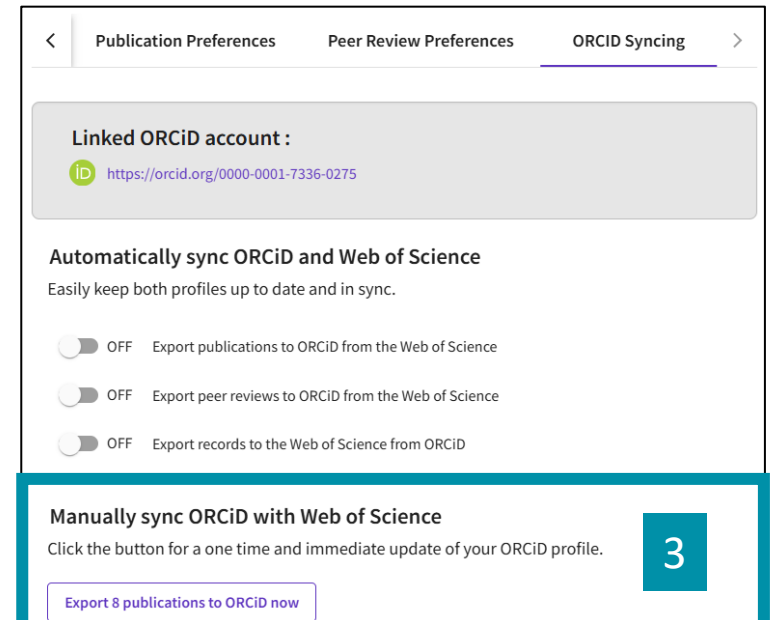 Publication Preferences Peer Review Preferences ORCID Syncing
Linked ORCiD account :
iD https://orcid.org/0000-0001-7336-0275
Automatically sync ORCiD and Web of Science
Easily keep both profiles up to date and in sync.
OFF Export publications to ORCiD from the Web of Science
OFF Export peer reviews to ORCiD from the Web of Science
OFF Export records to the Web of Science from ORCiD
Manually sync ORCiD with Web of Science
Click the button for a one time and immediate update of your ORCiD profile.
3
Export 8 publications to ORCiD now